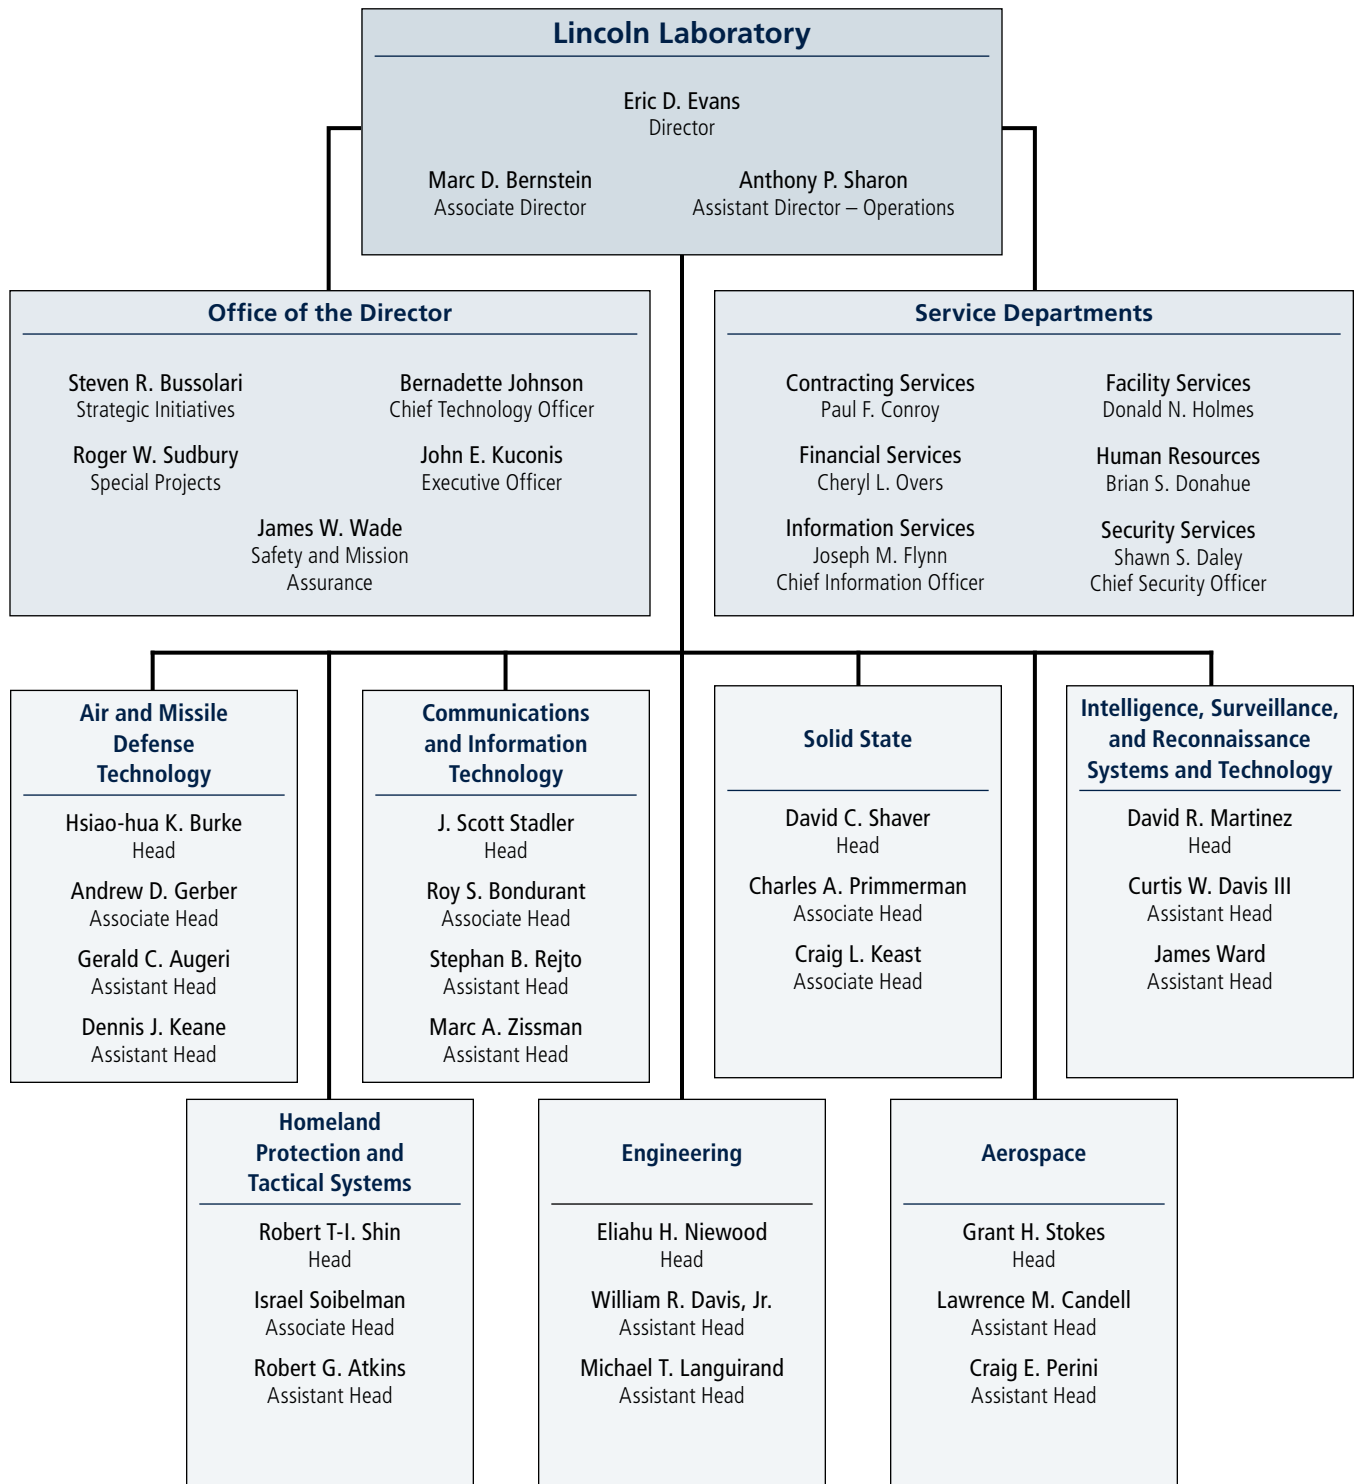 Lincoln Laboratory
Eric D. Evans
Director
Marc D. Bernstein
Associate Director
Anthony P. Sharon
Assistant Director – Operations
Office of the Director
Steven R. Bussolari
Strategic Initiatives
Bernadette Johnson
Chief Technology Officer
Roger W. Sudbury
Special Projects
John E. Kuconis
Executive Officer
James W. Wade
Safety and Mission
Assurance
Service Departments
Contracting Services
Paul F. Conroy
Facility Services
Donald N. Holmes
Financial Services
Cheryl L. Overs
Human Resources
Brian S. Donahue
Information Services
Joseph M. Flynn
Chief Information Officer
Security Services
Shawn S. Daley
Chief Security Officer
Air and Missile
Defense
Technology
Hsiao-hua K. Burke
Head
Andrew D. Gerber
Associate Head
Gerald C. Augeri
Assistant Head
Dennis J. Keane
Assistant Head
Communications
and Information
Technology
J. Scott Stadler
Head
Roy S. Bondurant
Associate Head
Stephan B. Rejto
Assistant Head
Marc A. Zissman
Assistant Head
Solid State
David C. Shaver
Head
Charles A. Primmerman
Associate Head
Craig L. Keast
Associate Head
Intelligence, Surveillance,
and Reconnaissance
Systems and Technology
David R. Martinez
Head
Curtis W. Davis III
Assistant Head
James Ward
Assistant Head
Homeland
Protection and
Tactical Systems
Robert T-I. Shin
Head
Israel Soibelman
Associate Head
Robert G. Atkins
Assistant Head
Engineering
Eliahu H. Niewood
Head
William R. Davis, Jr.
Assistant Head
Michael T. Languirand
Assistant Head
Aerospace
Grant H. Stokes
Head
Lawrence M. Candell
Assistant Head
Craig E. Perini
Assistant Head